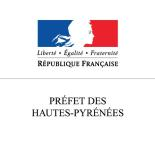 Liberté • Égalité • Fraternité
RÉPUBLIQUE FRANÇAISE
PRÉFET DES
HAUTES-PYRÉNÉES